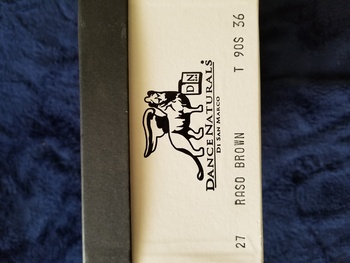 DN
DANCENATURALS
DI SAN MARCO
27 RASO BROWN T 90S 36